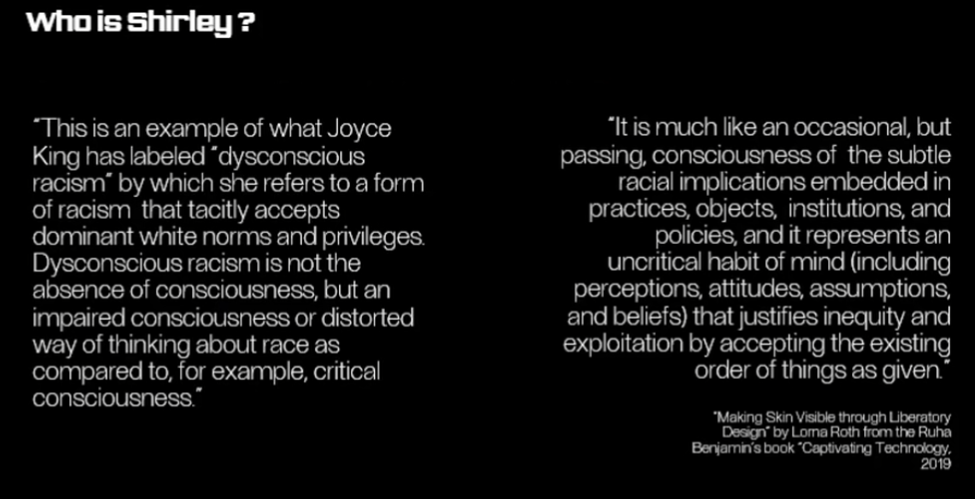 Who is Shirley ?
"This is an example of what Joyce
King has labeled "dysconscious
racism" by which she refers to a form
of racism that tacitly accepts
dominant white norms and privileges.
Dysconscious racism is not the
absence of consciousness, but an
impaired consciousness or distorted
way of thinking about race as
compared to, for example, critical
consciousness."
"It is much like an occasional, but
passing, consciousness of the subtle
racial implications embedded in
practices, objects, institutions, and
policies, and it represents an
uncritical habit of mind (including
perceptions, attitudes, assumptions,
and beliefs) that justifies inequity and
exploitation by accepting the existing
order of things as given."
"Making Skin Visible through Liberatory
Design" by Lorna Roth from the Ruha
Benjamin's book "Captivating Technology,
2019